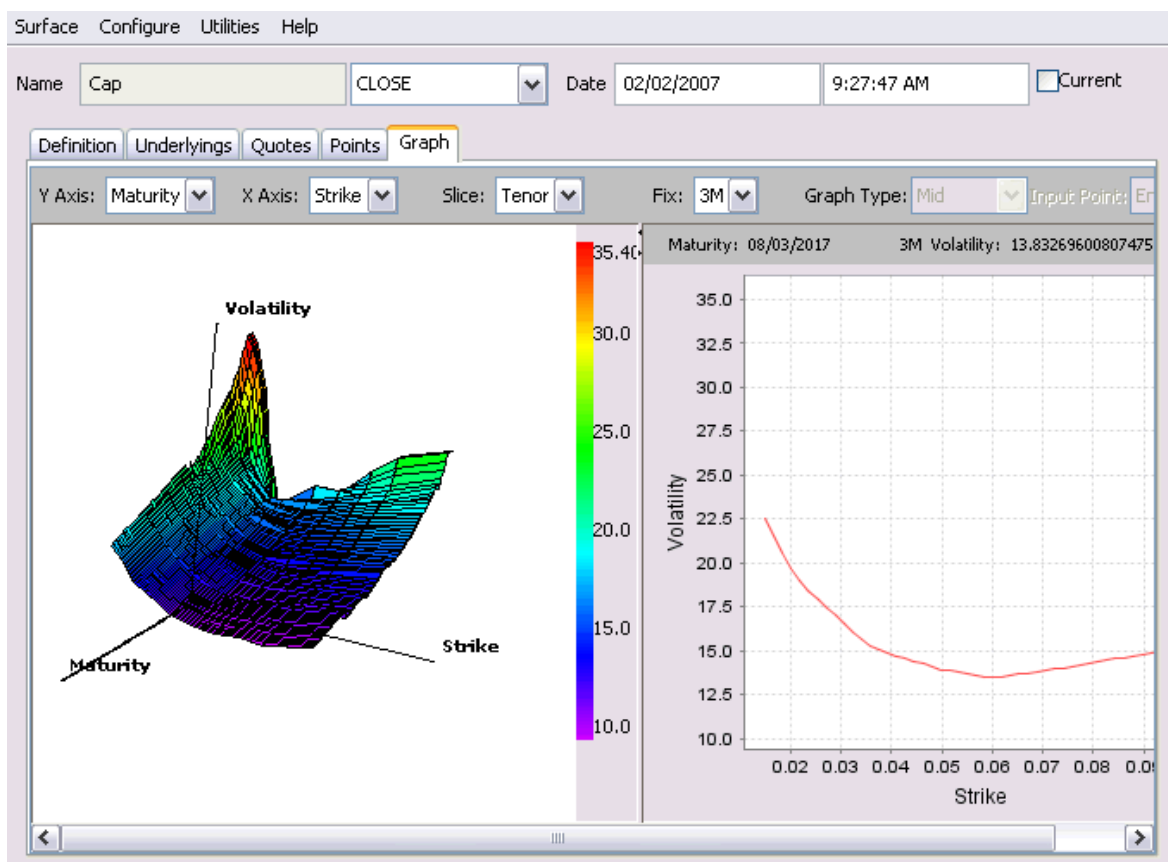 Surface Configure Utilities Help
Name Cap CLOSE Date 02/02/2007 9:27:47 AM Current
Definition Underlyings Quotes Points Graph
Y Axis: Maturity X Axis: Strike Slice: Tenor Fix: 3M Graph Type: Mid Input Point:
Maturity: 08/03/2017 3M Volatility: 13.83269600807475
Volatility
Maturity
Strike
35.4
30.0
25.0
20.0
15.0
10.0
Volatility
35.0
32.5
30.0
27.5
25.0
22.5
20.0
17.5
15.0
12.5
10.0
0.02 0.03 0.04 0.05 0.06 0.07 0.08
Strike